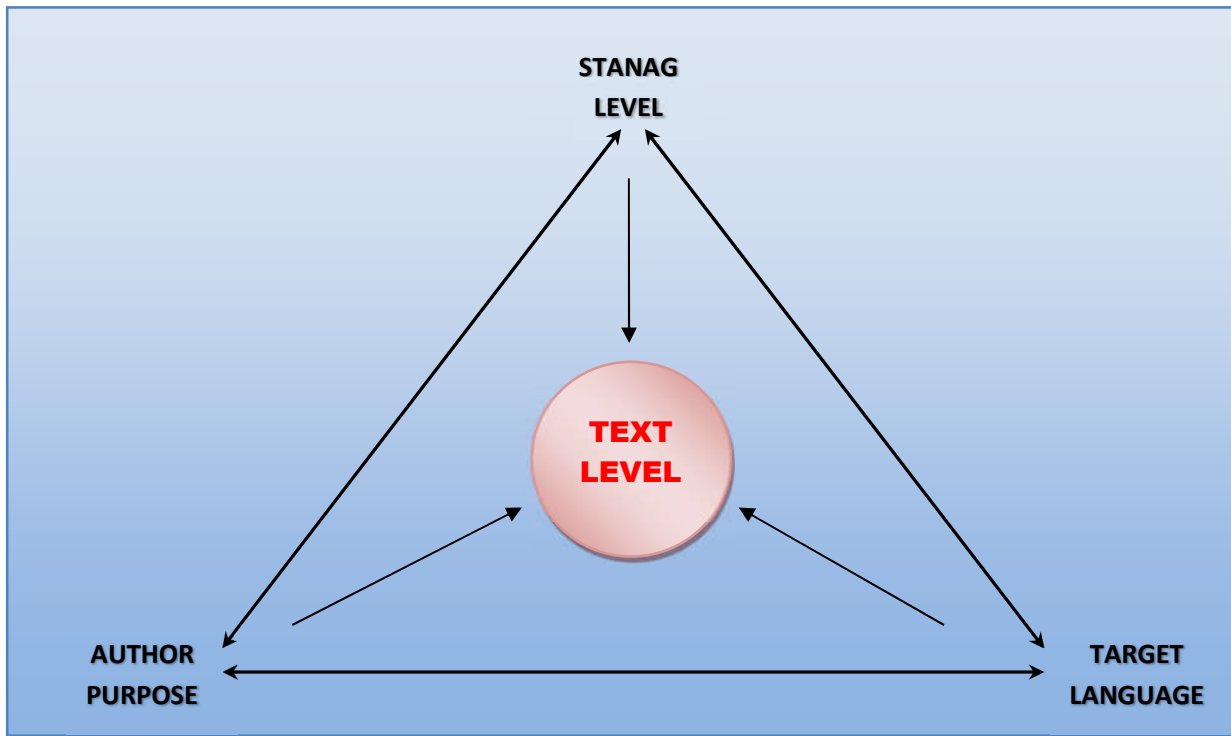 STANAG
LEVEL
TEXT
LEVEL
AUTHOR
PURPOSE
TARGET
LANGUAGE